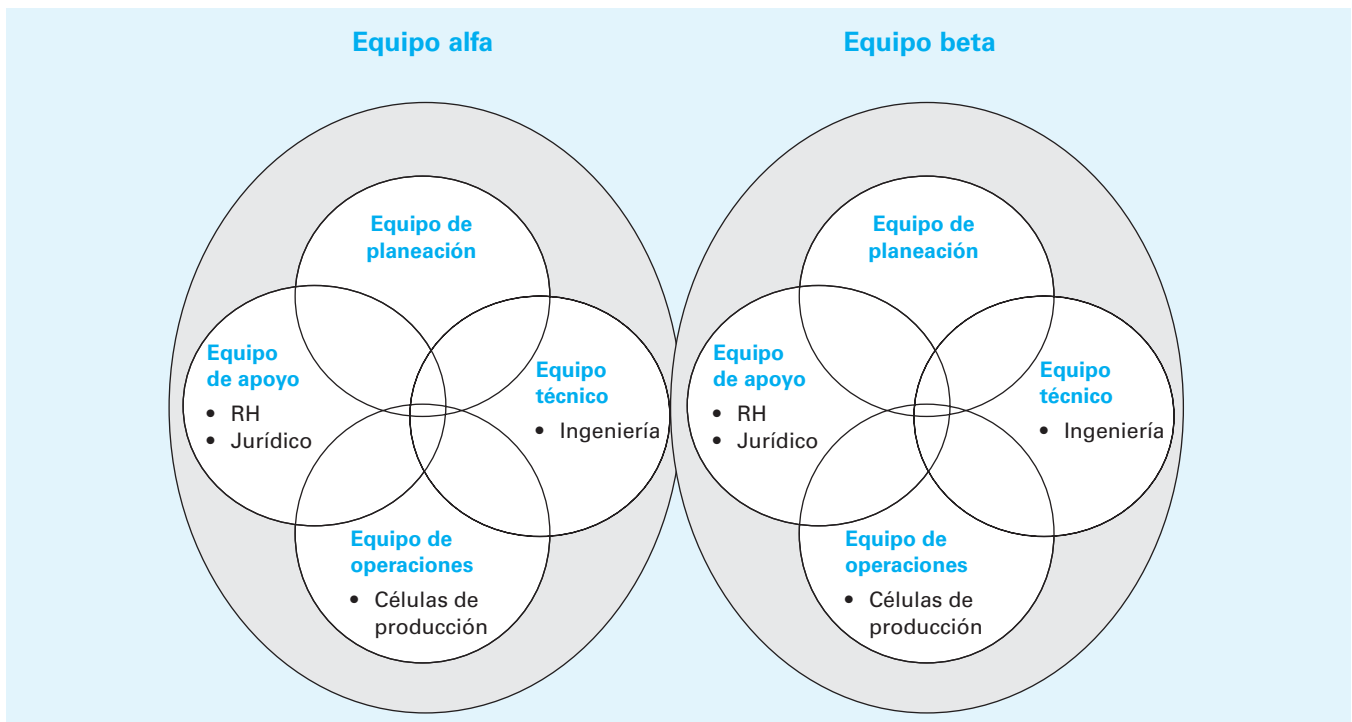 Equipo alfa
Equipo de
planeación
Equipo
de apoyo
• RH
• Jurídico
Equipo
técnico
• Ingeniería
Equipo de
operaciones
• Células de
producción
Equipo beta
Equipo de
planeación
Equipo
de apoyo
• RH
• Jurídico
Equipo
técnico
• Ingeniería
Equipo de
operaciones
• Células de
producción